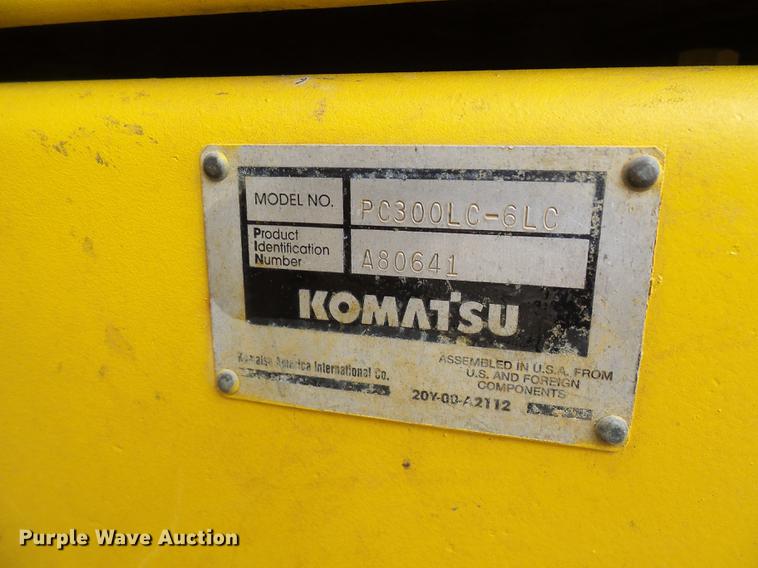 MODEL NO. PC300LC-6LC
Product
Identification
Number
A80641
KOMATSU
Komatsu America International Co.
ASSEMBLED IN U.S.A. FROM
U.S. AND FOREIGN
COMPONENTS
20Y-00-A2112
Purple Wave Auction